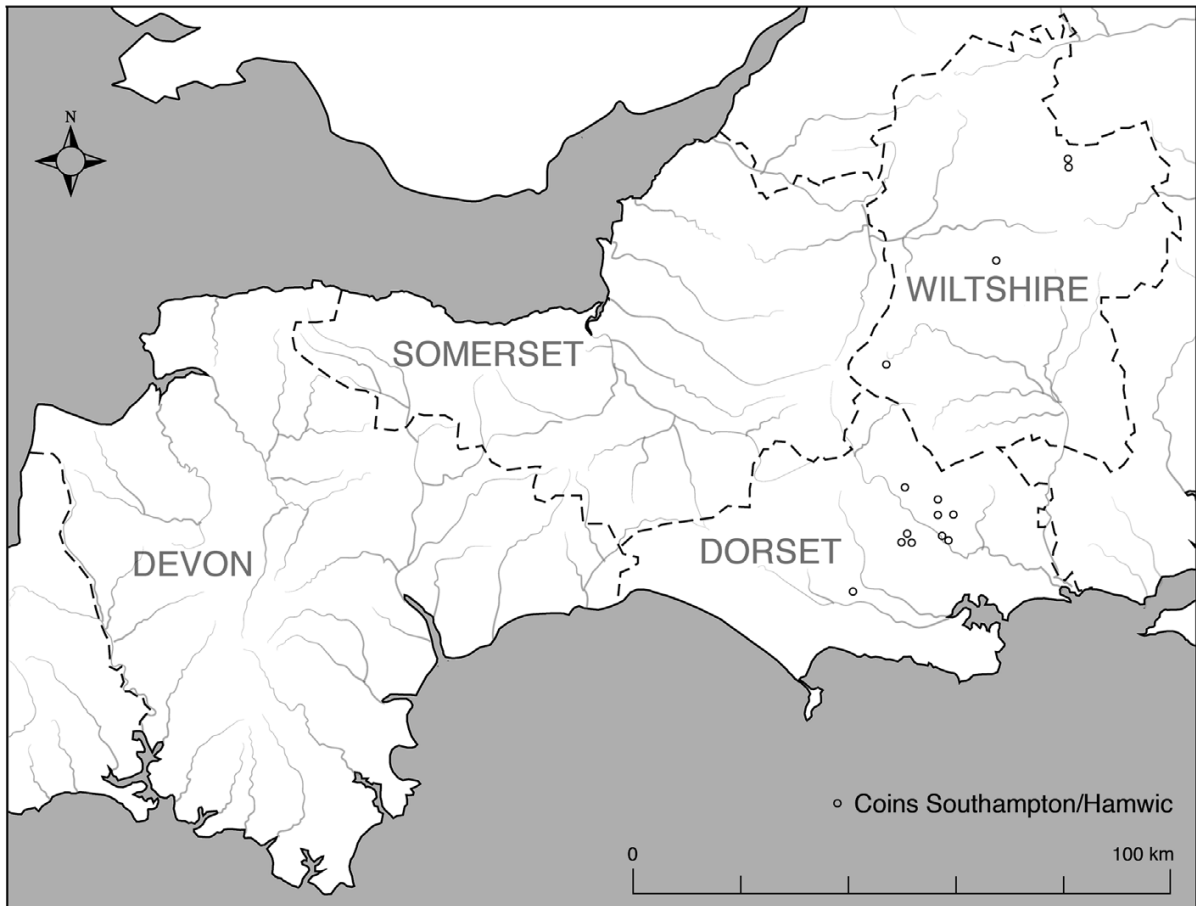 N
WILTSHIRE
SOMERSET
DORSET
DEVON
Coins Southampton/Hamwic
0 100 km